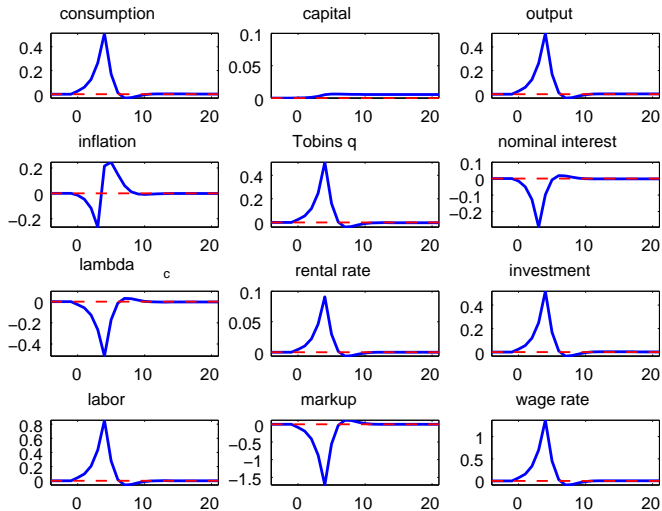 consumption capital output
0.4
0.2
0
0 10 20
0.1
0.05
0
0 10 20
0.4
0.2
0
0 10 20
inflation Tobins q nominal interest
0.2
0
−0.2
0 10 20
0.4
0.2
0
0 10 20
0.1
0
−0.1
−0.2
0 10 20
lambda c rental rate investment
0
−0.2
−0.4
0 10 20
0.1
0.05
0
0 10 20
0.4
0.2
0
0 10 20
labor markup wage rate
0.8
0.6
0.4
0.2
0
0 10 20
0
−0.5
−1
−1.5
0 10 20
1
0.5
0
0 10 20